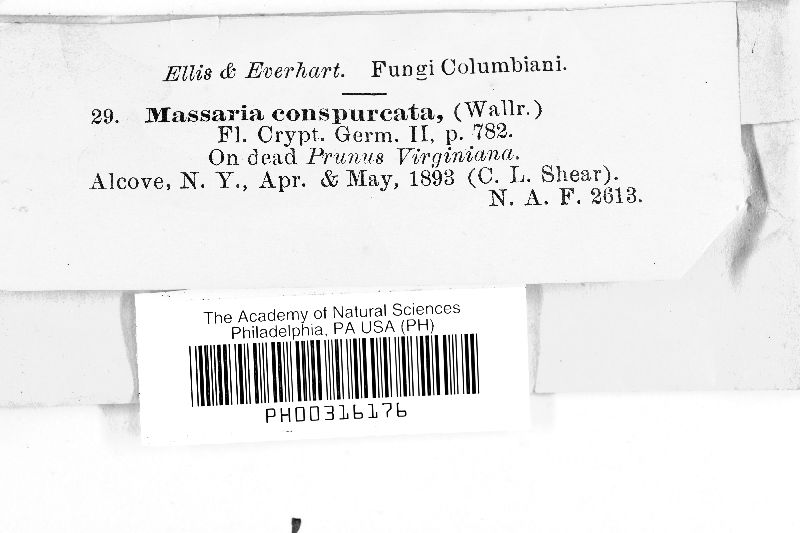 Ellis & Everhart. Fungi Columbiani.
29. Massaria conspurcata, (Wallr.)
Fl. Crypt. Germ. II, p. 782.
On dead Prunus Virginiana.
Alcove, N. Y., Apr. & May, 1893 (C. L. Shear).
N. A. F. 2613.
The Academy of Natural Sciences
Philadelphia, PA USA (PH)
PH00316176